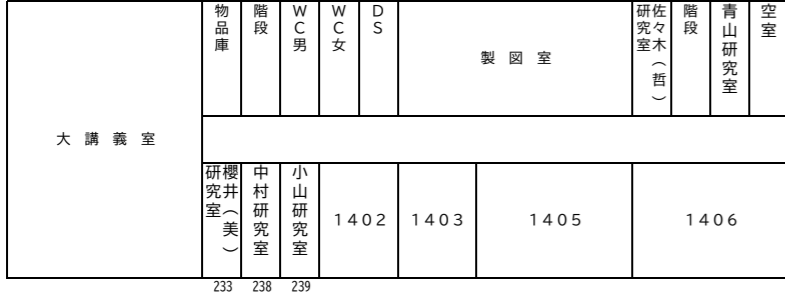 物品庫
階段
WC男
WC女
DS
製図室
佐々木（哲）
研究室
階段
青山研究室
空室
大講義室
櫻井（美）
研究室
中村研究室
小山研究室
1402
1403
1405
1406
233
238
239